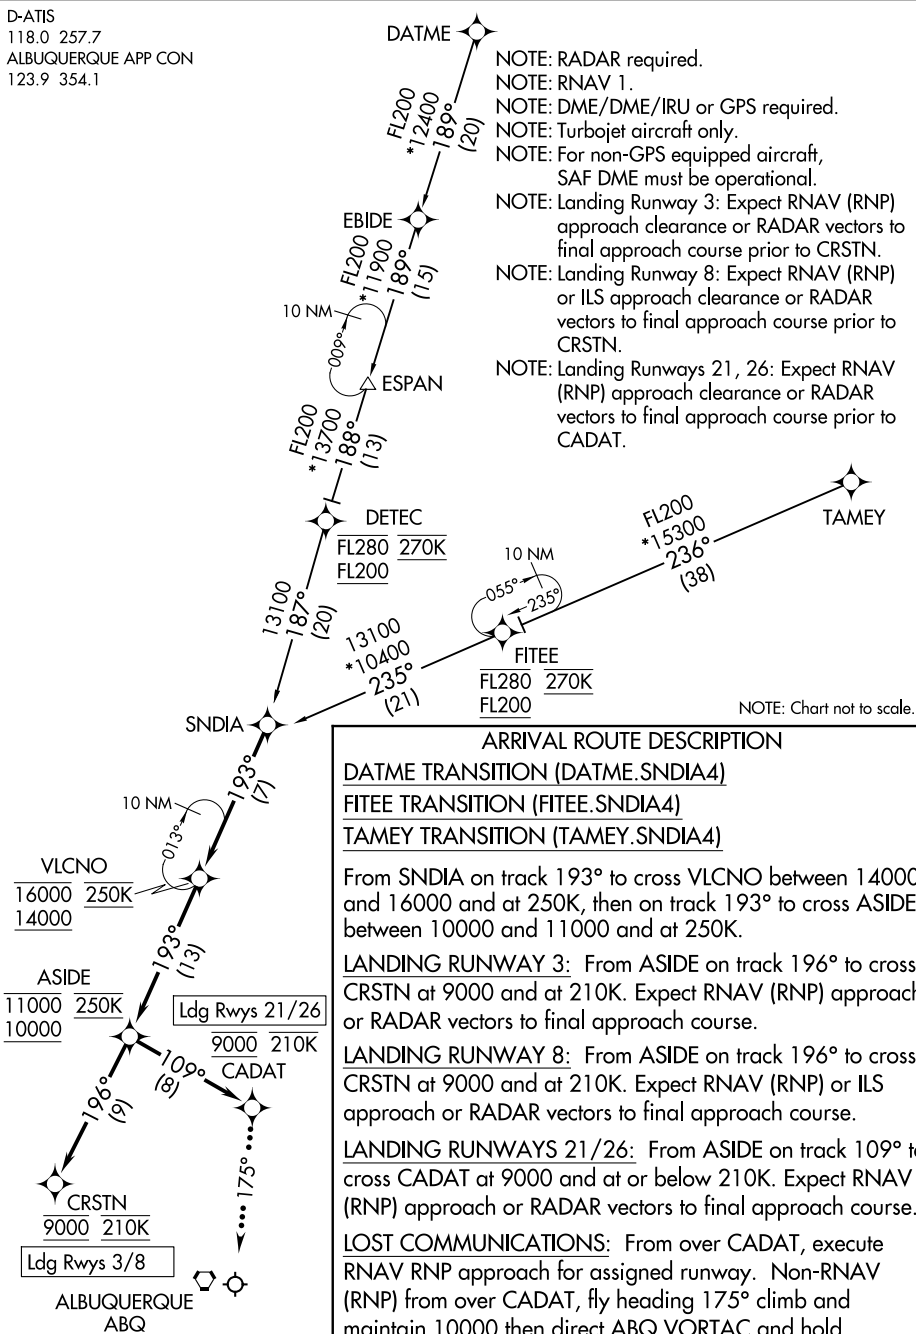 D-ATIS
118.0 257.7
ALBUQUERQUE APP CON
123.9 354.1
DATME
NOTE: RADAR required.
NOTE: RNAV 1.
NOTE: DME/DME/IRU or GPS required.
NOTE: Turbojet aircraft only.
NOTE: For non-GPS equipped aircraft,
SAF DME must be operational.
NOTE: Landing Runway 3: Expect RNAV (RNP)
approach clearance or RADAR vectors to
final approach course prior to CRSTN.
NOTE: Landing Runway 8: Expect RNAV (RNP)
or ILS approach clearance or RADAR
vectors to final approach course prior to
CRSTN.
NOTE: Landing Runways 21, 26: Expect RNAV
(RNP) approach clearance or RADAR
vectors to final approach course prior to
CADAT.
FL200
*12400
189°
(20)
EBIDE
FL200
*11900
189°
(15)
10 NM
009°
ESPAN
FL200
*13700
188°
(13)
DETEC
FL280 270K
FL200
TAMEY
FL200
*15300
236°
(38)
10 NM
055°
235°
FITEE
FL280 270K
FL200
13100
187°
(20)
13100
*10400
235°
(21)
NOTE: Chart not to scale.
SNDIA
193°
(7)
10 NM
013°
VLCNO
16000 250K
14000
193°
(13)
ASIDE
11000 250K
10000
Ldg Rwys 21/26
9000 210K
CADAT
109°
(8)
196°
(9)
175°
CRSTN
9000 210K
Ldg Rwys 3/8
ALBUQUERQUE
ABQ
ARRIVAL ROUTE DESCRIPTION
DATME TRANSITION (DATME.SNDIA4)
FITEE TRANSITION (FITEE.SNDIA4)
TAMEY TRANSITION (TAMEY.SNDIA4)
From SNDIA on track 193° to cross VLCNO between 14000
and 16000 and at 250K, then on track 193° to cross ASIDE
between 10000 and 11000 and at 250K.
LANDING RUNWAY 3: From ASIDE on track 196° to cross
CRSTN at 9000 and at 210K. Expect RNAV (RNP) approach
or RADAR vectors to final approach course.
LANDING RUNWAY 8: From ASIDE on track 196° to cross
CRSTN at 9000 and at 210K. Expect RNAV (RNP) or ILS
approach or RADAR vectors to final approach course.
LANDING RUNWAYS 21/26: From ASIDE on track 109° to
cross CADAT at 9000 and at or below 210K. Expect RNAV
(RNP) approach or RADAR vectors to final approach course.
LOST COMMUNICATIONS: From over CADAT, execute
RNAV RNP approach for assigned runway. Non-RNAV
(RNP) from over CADAT, fly heading 175° climb and
maintain 10000 then direct ABQ VORTAC and hold